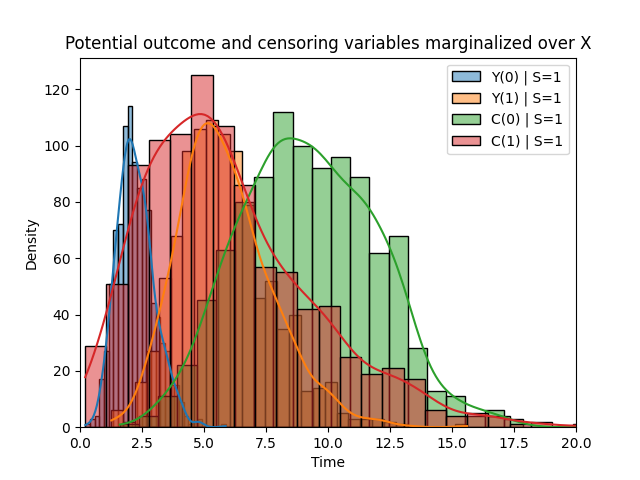 Potential outcome and censoring variables marginalized over X
Y(0) | S=1
Y(1) | S=1
C(0) | S=1
C(1) | S=1
Density
120
100
80
60
40
20
0
0.0 2.5 5.0 7.5 10.0 12.5 15.0 17.5 20.0
Time